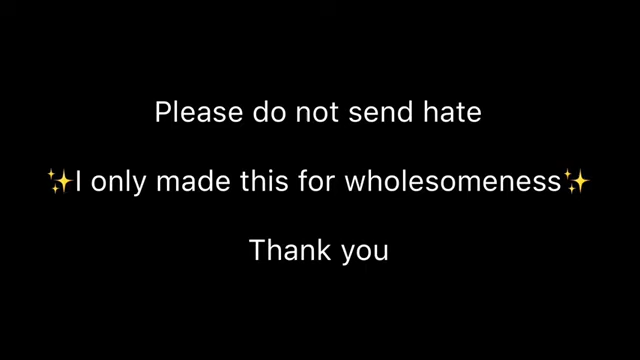 Please do not send hate
✨I only made this for wholesomeness✨
Thank you